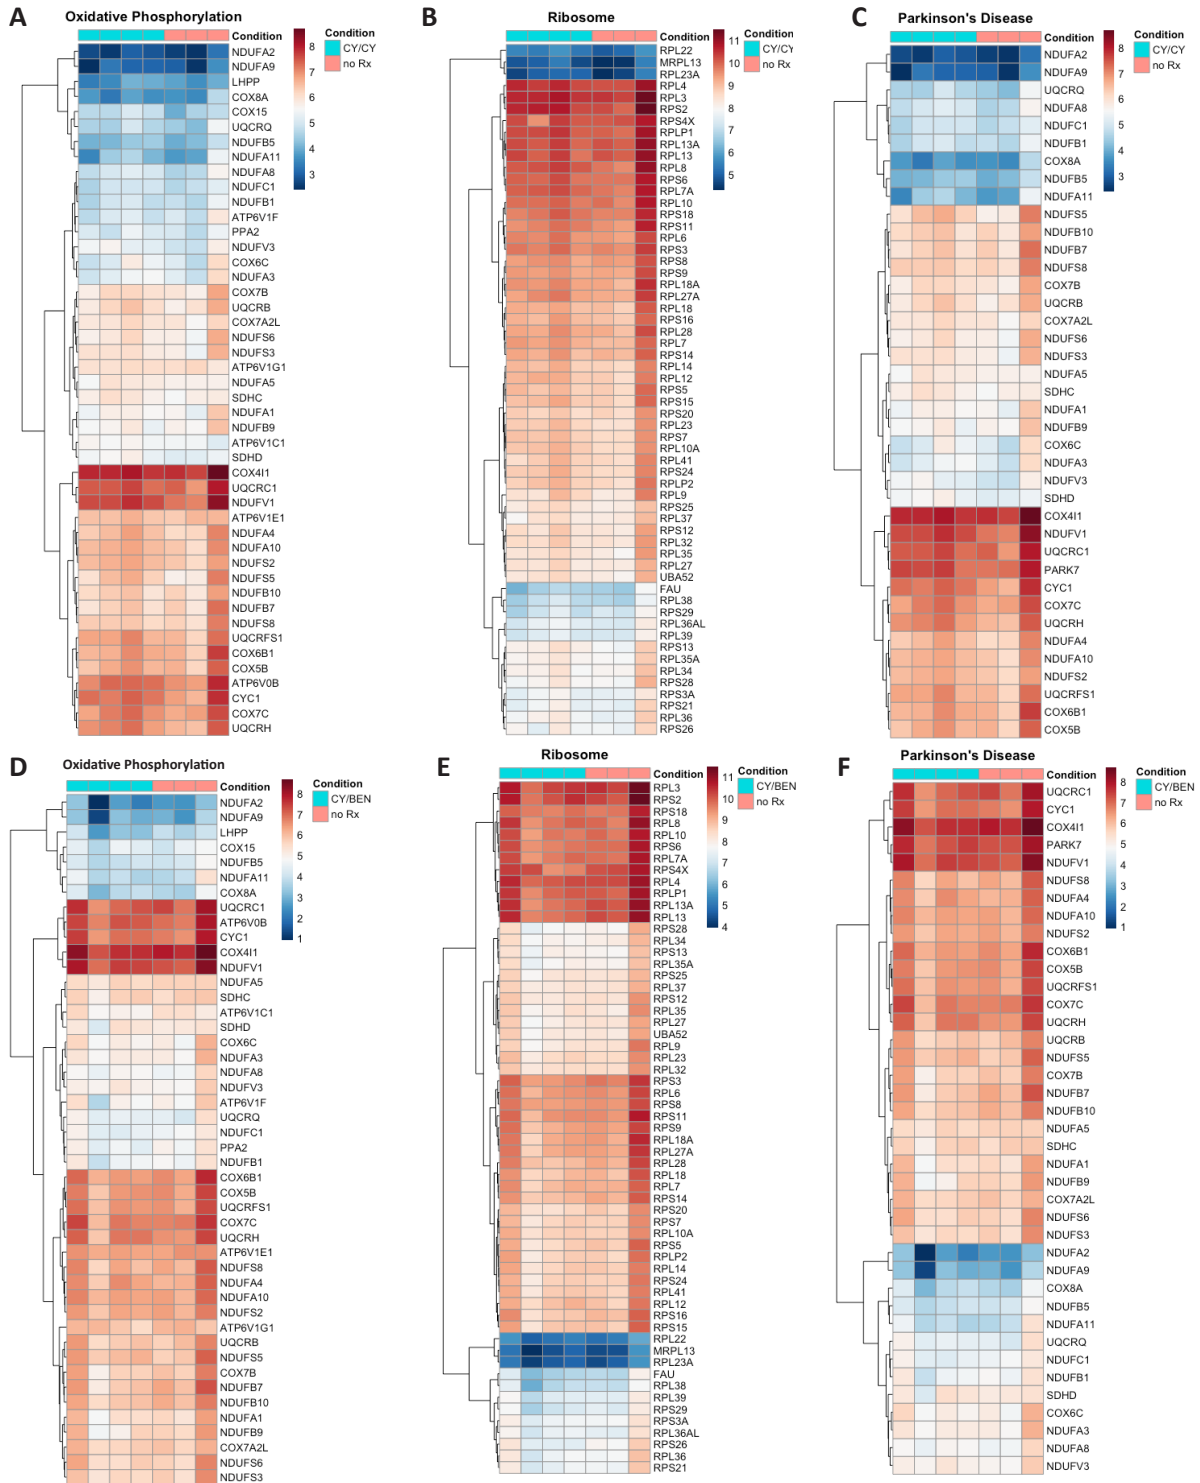 A
Oxidative Phosphorylation
Condition
NDUFA2
NDUFA9
LHPP
COX8A
COX15
UQCRQ
NDUFB5
NDUFA11
NDUFA8
NDUFC1
NDUFB1
ATP6V1F
PPA2
NDUFV3
COX6C
NDUFA3
COX7B
UQCRB
COX7A2L
NDUFS6
NDUFS3
ATP6V1G1
NDUFA5
SDHC
NDUFA1
NDUFB9
ATP6V1C1
SDHD
COX4I1
UQCRC1
NDUFV1
ATP6V1E1
NDUFA4
NDUFA10
NDUFS2
NDUFS5
NDUFB10
NDUFB7
NDUFS8
UQCRFS1
COX6B1
COX5B
ATP6V0B
CYC1
COX7C
UQCRH
8
7
6
5
4
3
Condition
CY/CY
no Rx
B
Ribosome
Condition
RPL22
MRPL13
RPL23A
RPL4
RPL3
RPS2
RPS4X
RPLP1
RPL13A
RPL13
RPL8
RPS6
RPL7A
RPL10
RPS18
RPS11
RPL6
RPS3
RPS8
RPS9
RPL18A
RPL27A
RPL18
RPS16
RPL28
RPL7
RPS14
RPL14
RPL12
RPS5
RPS15
RPS20
RPL23
RPS7
RPL10A
RPL41
RPS24
RPLP2
RPL9
RPS25
RPL37
RPS12
RPL32
RPL35
RPL27
UBA52
FAU
RPL38
RPS29
RPL36AL
RPL39
RPS13
RPL35A
RPL34
RPS28
RPS3A
RPS21
RPL36
RPS26
11
10
9
8
7
6
5
Condition
CY/CY
no Rx
C
Parkinson's Disease
Condition
NDUFA2
NDUFA9
UQCRQ
NDUFA8
NDUFC1
NDUFB1
COX8A
NDUFB5
NDUFA11
NDUFS5
NDUFB10
NDUFB7
NDUFS8
COX7B
UQCRB
COX7A2L
NDUFS6
NDUFS3
NDUFA5
SDHC
NDUFA1
NDUFB9
COX6C
NDUFA3
NDUFV3
SDHD
COX4I1
NDUFV1
UQCRC1
PARK7
CYC1
COX7C
UQCRH
NDUFA4
NDUFA10
NDUFS2
UQCRFS1
COX6B1
COX5B
8
7
6
5
4
3
Condition
CY/CY
no Rx
D
Oxidative Phosphorylation
Condition
NDUFA2
NDUFA9
LHPP
COX15
NDUFB5
NDUFA11
COX8A
UQCRC1
ATP6V0B
CYC1
COX4I1
NDUFV1
NDUFA5
SDHC
ATP6V1C1
SDHD
COX6C
NDUFA3
NDUFA8
NDUFV3
ATP6V1F
UQCRQ
NDUFC1
PPA2
NDUFB1
COX6B1
COX5B
UQCRFS1
COX7C
UQCRH
ATP6V1E1
NDUFS8
NDUFA4
NDUFA10
NDUFS2
ATP6V1G1
UQCRB
NDUFS5
COX7B
NDUFB7
NDUFB10
NDUFA1
NDUFB9
COX7A2L
NDUFS6
NDUFS3
8
7
6
5
4
3
2
1
Condition
CY/BEN
no Rx
E
Ribosome
Condition
RPL3
RPS2
RPS18
RPL8
RPL10
RPS6
RPL7A
RPS4X
RPL4
RPLP1
RPL13A
RPL13
RPS28
RPL34
RPS13
RPL35A
RPS25
RPL37
RPS12
RPL35
RPL27
UBA52
RPL9
RPL23
RPL32
RPS3
RPL6
RPS8
RPS11
RPS9
RPL18A
RPL27A
RPL28
RPL18
RPL7
RPS14
RPS20
RPS7
RPL10A
RPS5
RPLP2
RPL14
RPS24
RPL41
RPL12
RPS16
RPS15
RPL22
MRPL13
RPL23A
FAU
RPL38
RPL39
RPS29
RPS3A
RPL36AL
RPS26
RPL36
RPS21
11
10
9
8
7
6
5
4
Condition
CY/BEN
no Rx
F
Parkinson's Disease
Condition
UQCRC1
CYC1
COX4I1
PARK7
NDUFV1
NDUFS8
NDUFA4
NDUFA10
NDUFS2
COX6B1
COX5B
UQCRFS1
COX7C
UQCRH
UQCRB
NDUFS5
COX7B
NDUFB7
NDUFB10
NDUFA5
SDHC
NDUFA1
NDUFB9
COX7A2L
NDUFS6
NDUFS3
NDUFA2
NDUFA9
COX8A
NDUFB5
NDUFA11
UQCRQ
NDUFC1
NDUFB1
SDHD
COX6C
NDUFA3
NDUFA8
NDUFV3
8
7
6
5
4
3
2
1
Condition
CY/BEN
no Rx